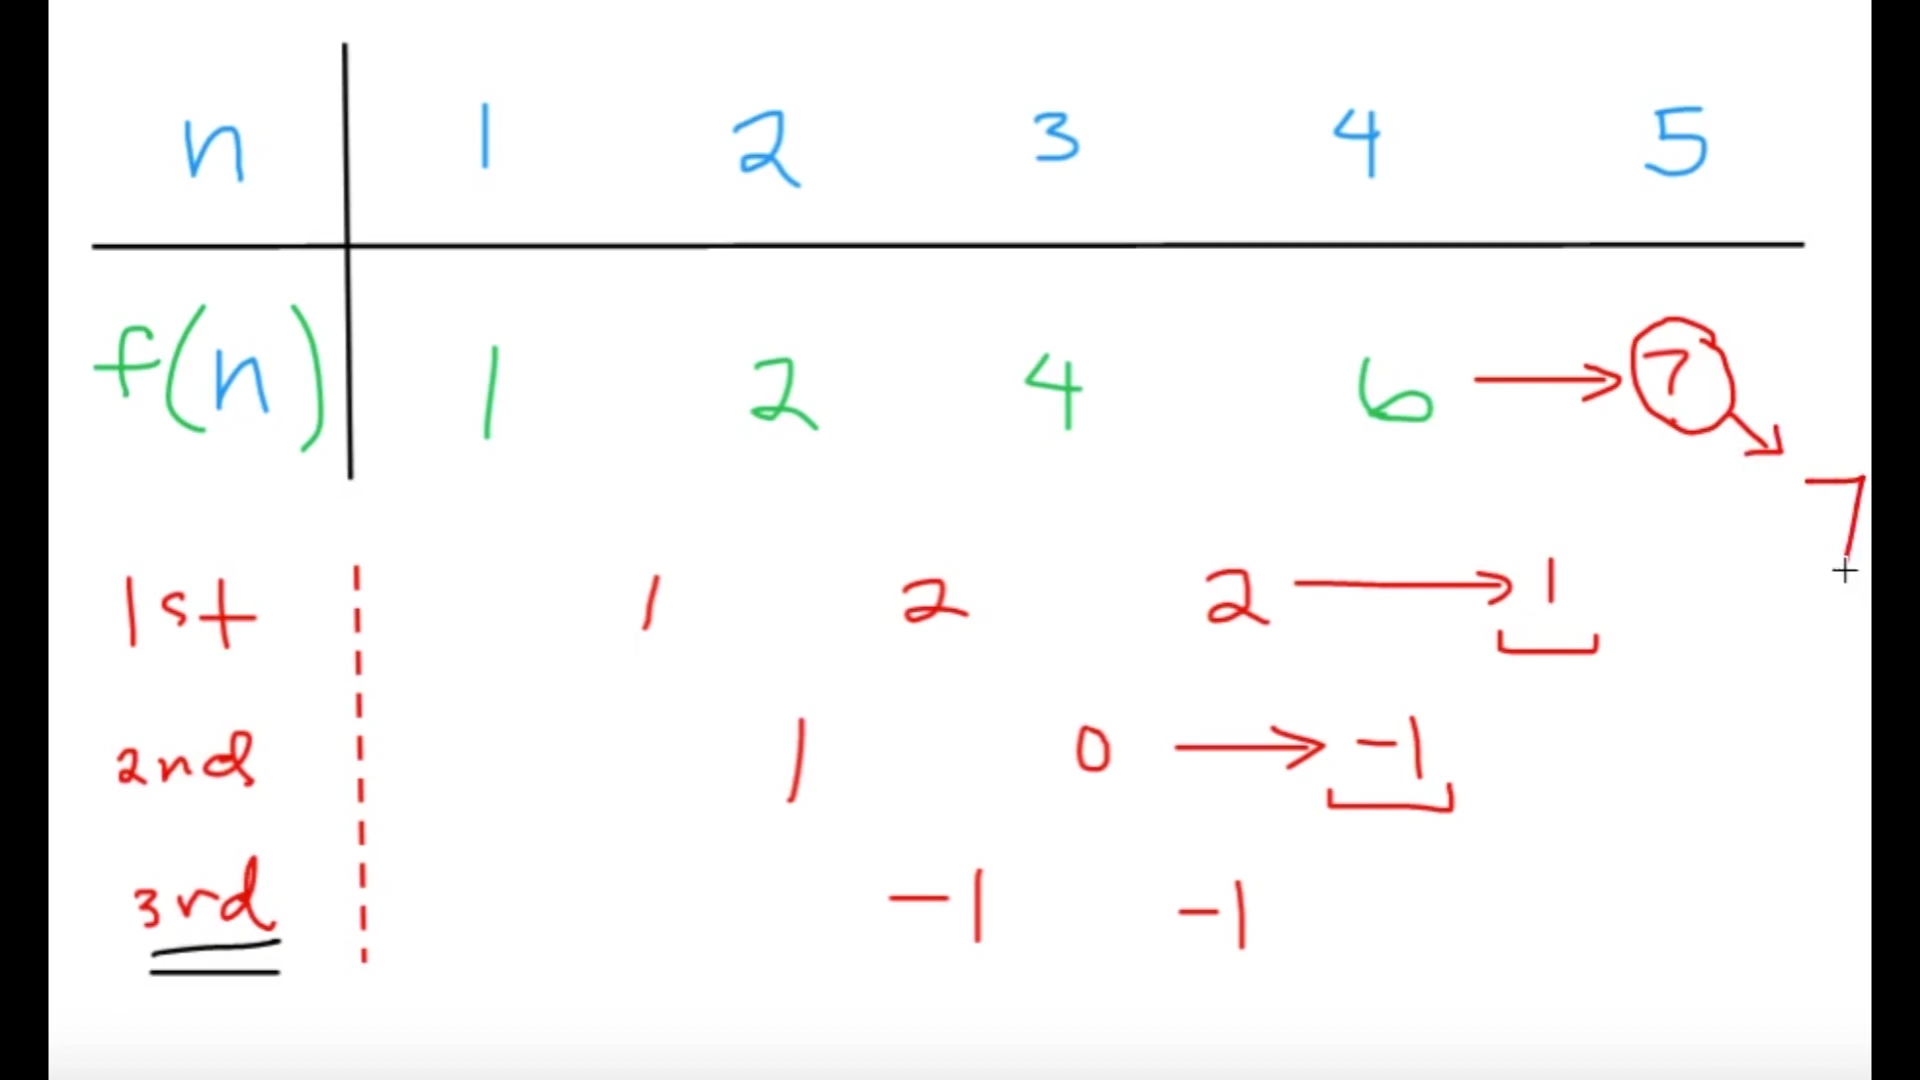 n 1 2 3 4 5
f(n) 1 2 4 6 → 7
7
1st 1 2 2 → 1
2nd 1 0 → -1
3rd -1 -1